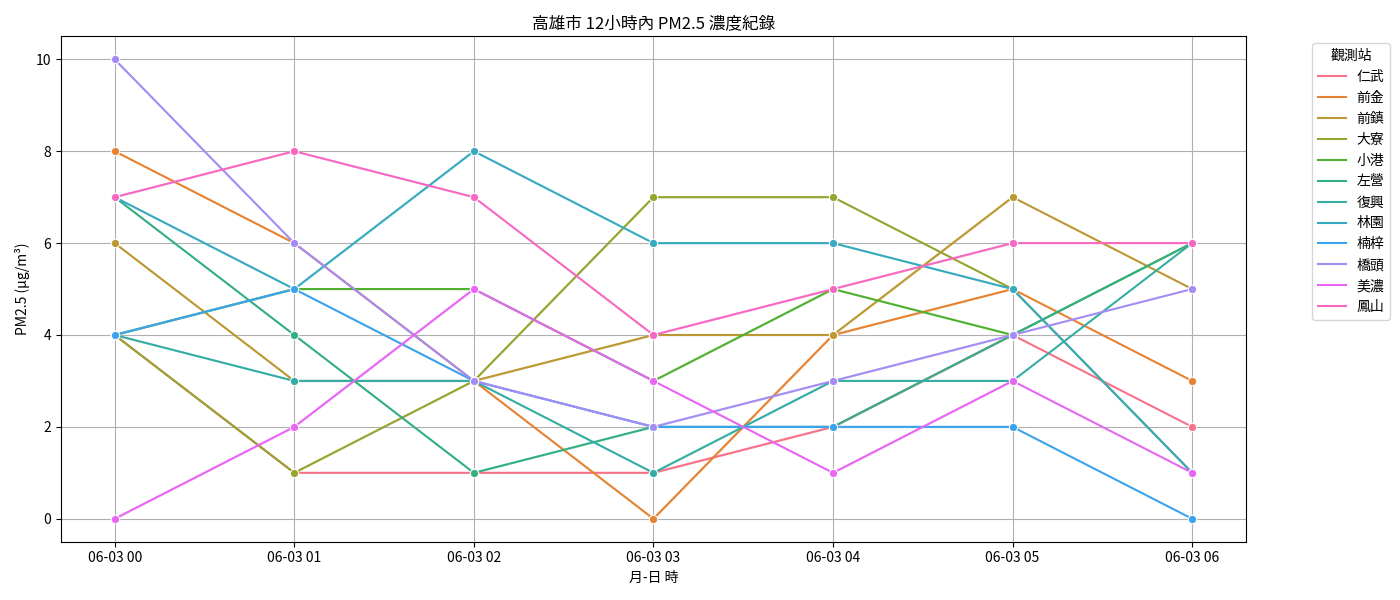 高雄市 12小時內 PM2.5 濃度紀錄
PM2.5 (μg/m³)
10
8
6
4
2
0
06-03 00
06-03 01
06-03 02
06-03 03
06-03 04
06-03 05
06-03 06
月-日 時
觀測站
仁武
前金
前鎮
大寮
小港
左營
復興
林園
楠梓
橋頭
美濃
鳳山